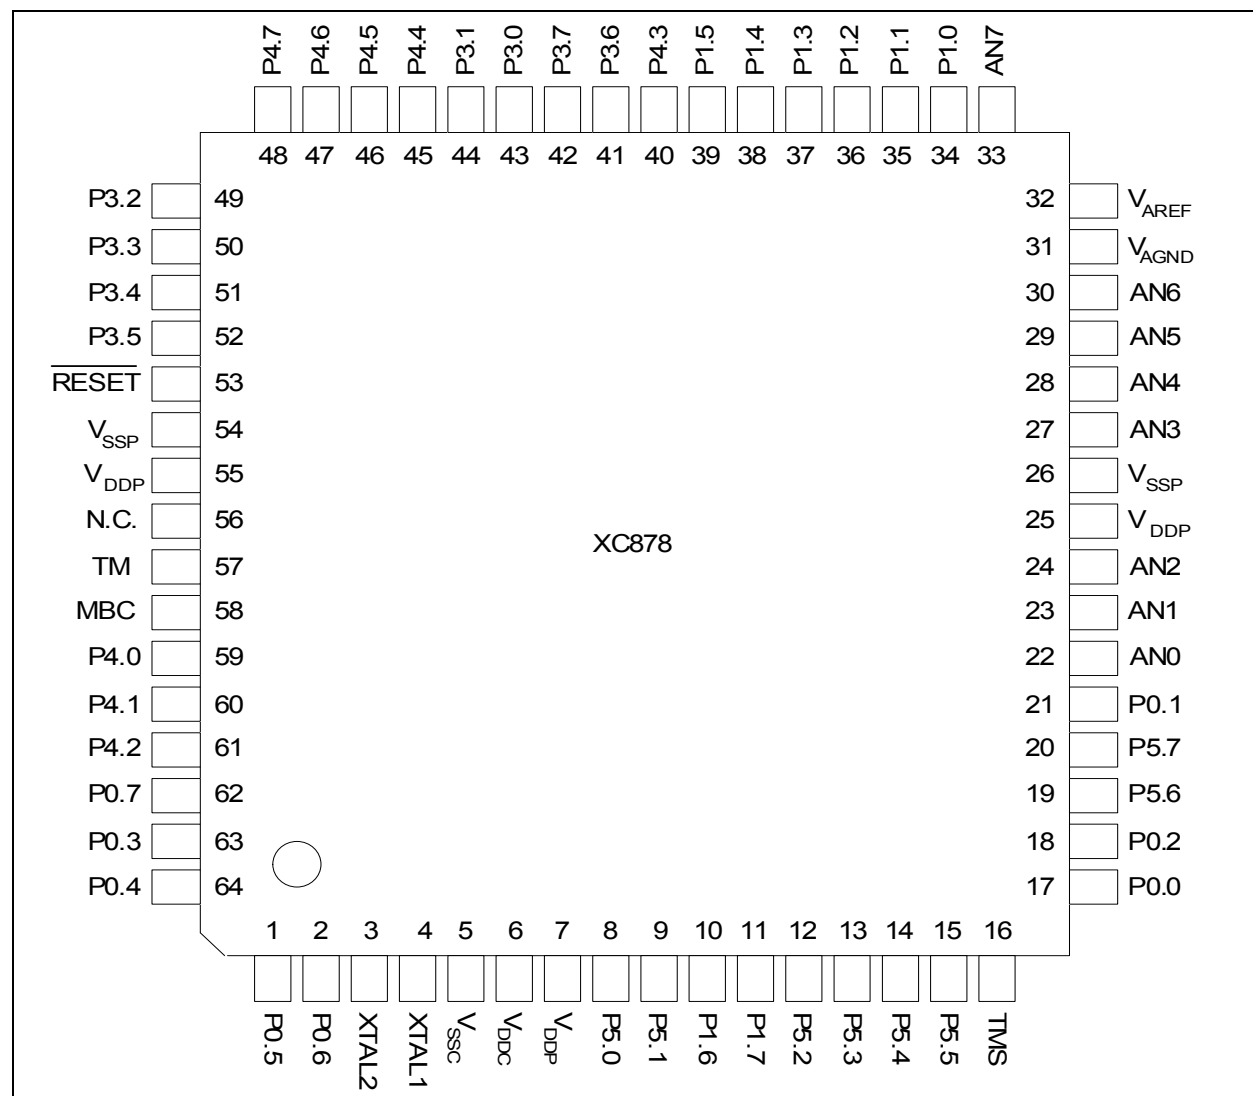 P4.7 P4.6 P4.5 P4.4 P3.1 P3.0 P3.7 P3.6 P4.3 P1.5 P1.4 P1.3 P1.2 P1.1 P1.0 AN7
48 47 46 45 44 43 42 41 40 39 38 37 36 35 34 33
P3.2 49 32 VAREF
P3.3 50 31 VAGND
P3.4 51 30 AN6
P3.5 52 29 AN5
RESET 53 28 AN4
VSSP 54 27 AN3
VDDP 55 26 VSSP
N.C. 56 25 VDDP
XC878
TM 57 24 AN2
MBC 58 23 AN1
P4.0 59 22 AN0
P4.1 60 21 P0.1
P4.2 61 20 P5.7
P0.7 62 19 P5.6
P0.3 63 18 P0.2
P0.4 64 17 P0.0
1 2 3 4 5 6 7 8 9 10 11 12 13 14 15 16
P0.5 P0.6 XTAL2 XTAL1 VSSC VDDC VDDP P5.0 P5.1 P1.6 P1.7 P5.2 P5.3 P5.4 P5.5 TMS